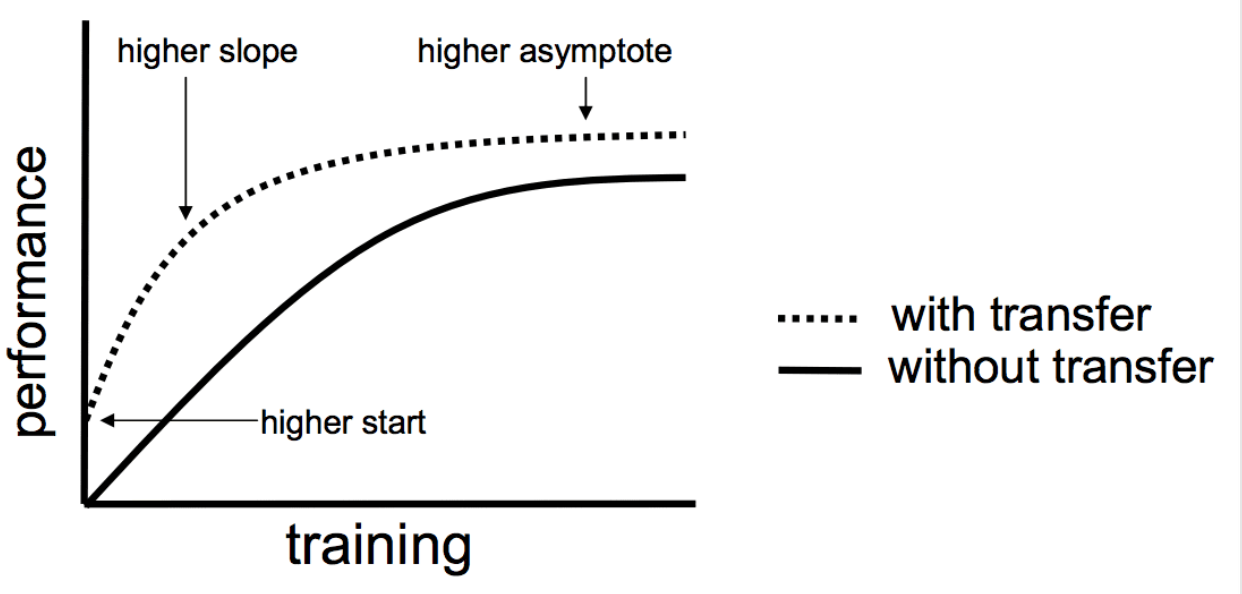 higher slope
higher asymptote
performance
with transfer
without transfer
higher start
training